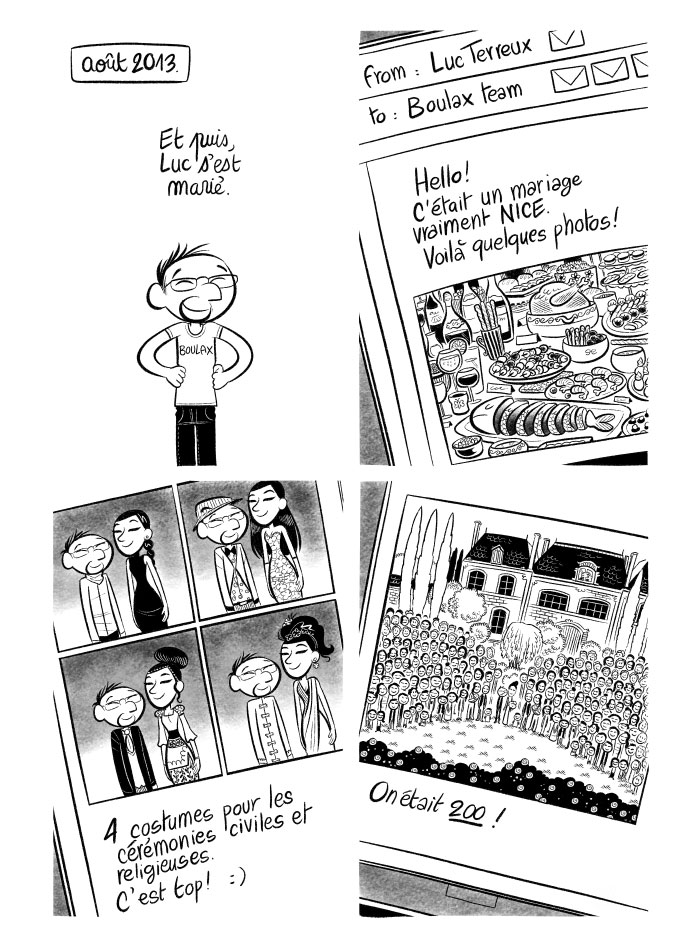 août 2013.
Et puis,
Luc s'est
marié.
BOULAX
from : Luc Terreux
to : Boulax team
Hello!
C'était un mariage
vraiment NICE.
Voilà quelques photos!
4 costumes pour les
cérémonies civiles et
religieuses.
C'est top! :)
On était 200 !